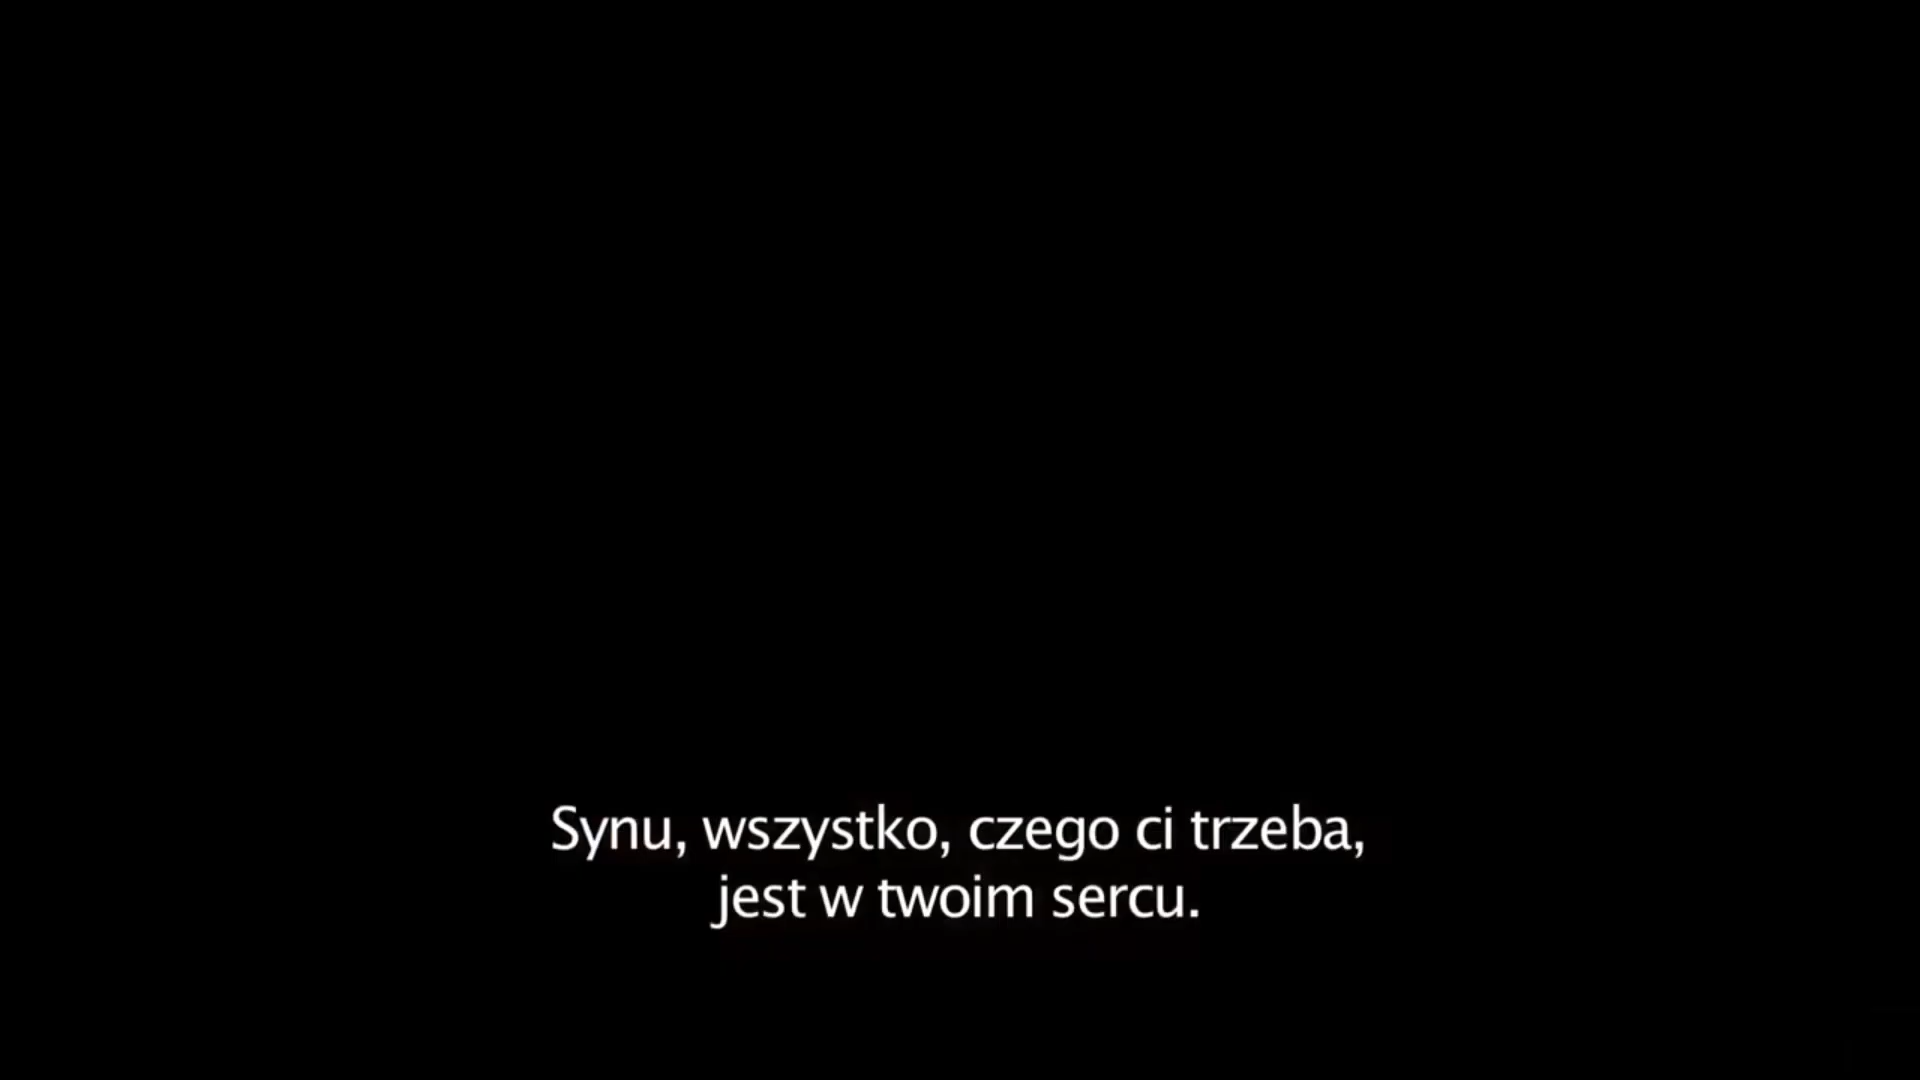 Synu, wszystko, czego ci trzeba,
jest w twoim sercu.